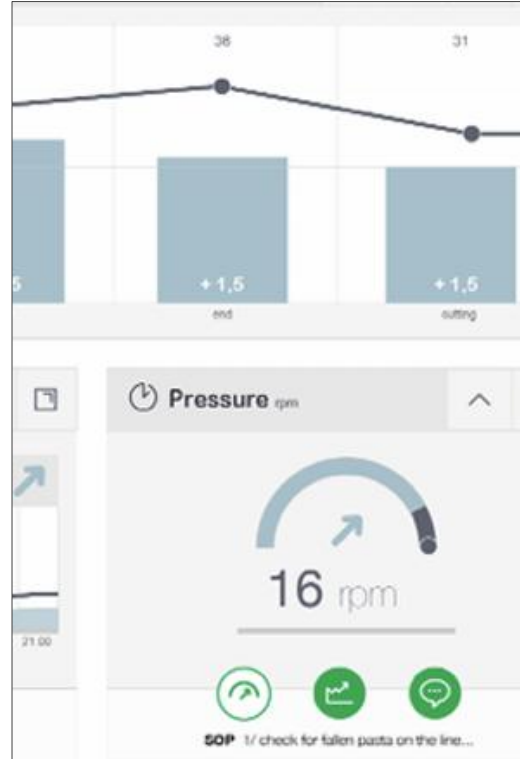 38 31
5 +1,5 +1,5
end cutting
Pressure rpm
16 rpm
21:00
SOP 1/ check for fallen pasta on the line...